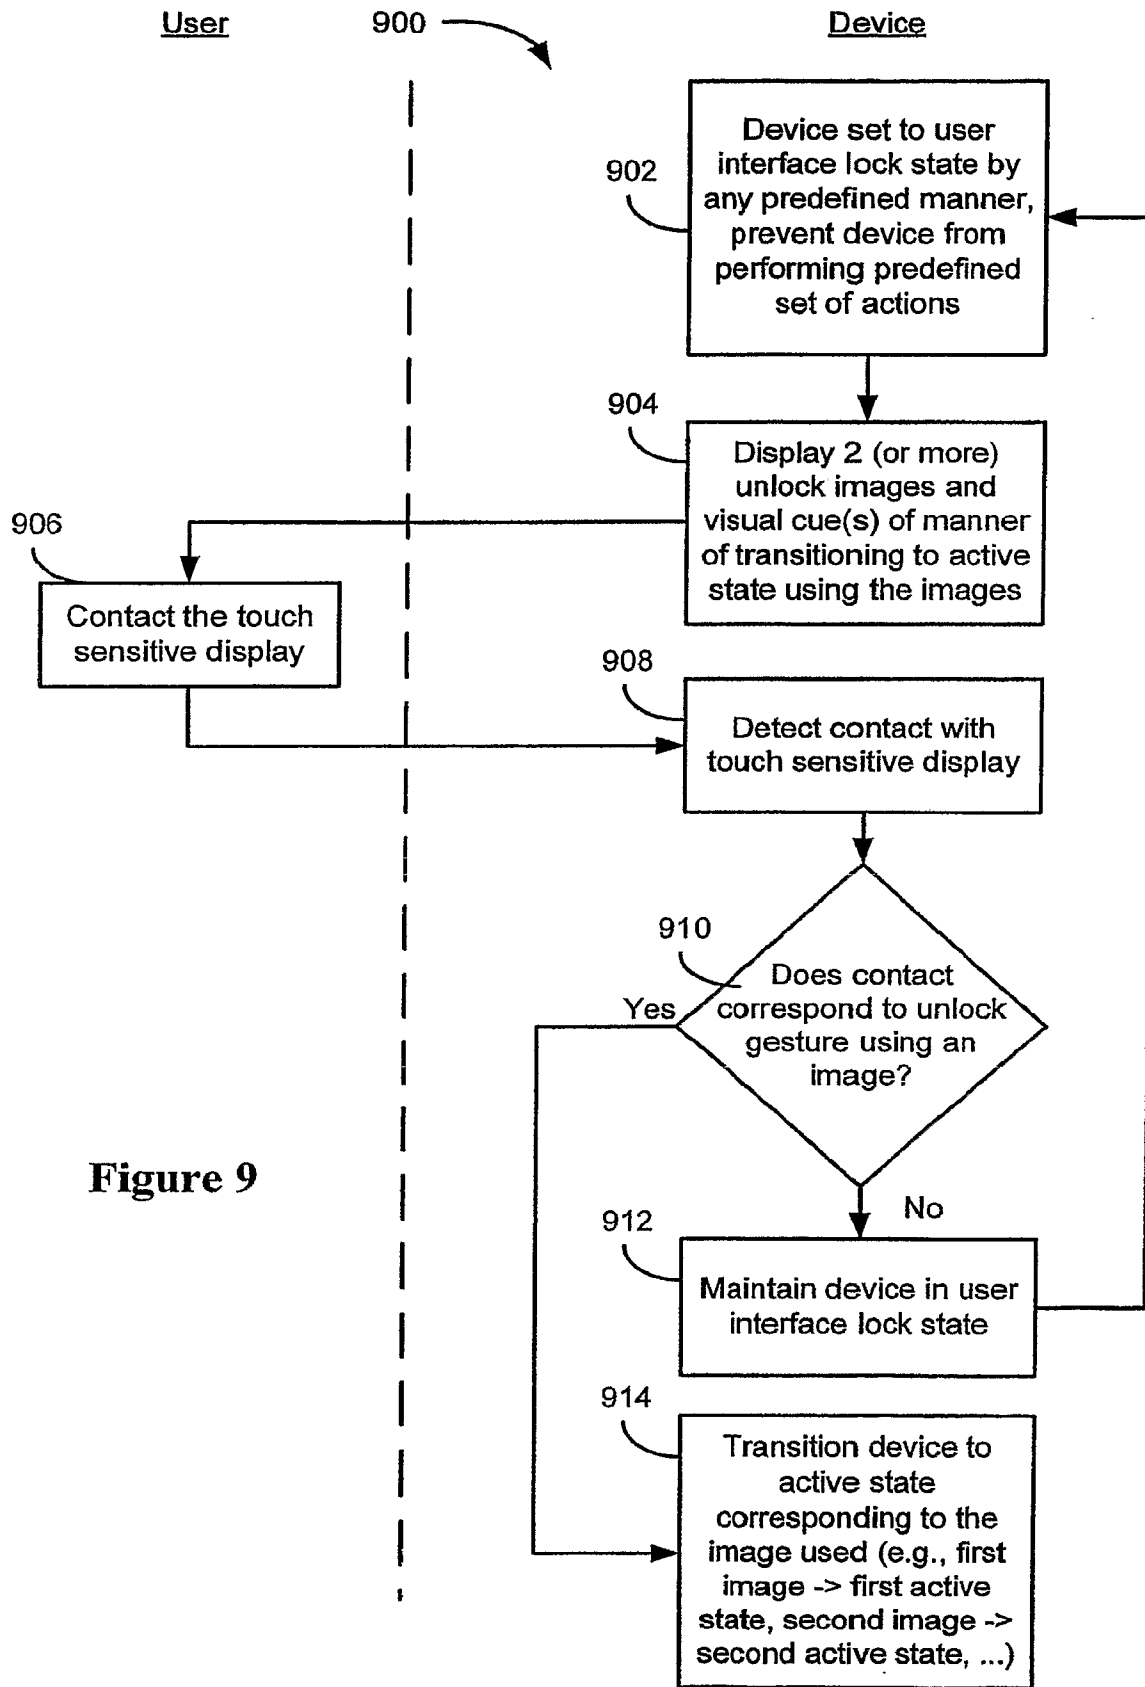 User
900
Device
902
Device set to user
interface lock state by
any predefined manner,
prevent device from
performing predefined
set of actions
904
Display 2 (or more)
unlock images and
visual cue(s) of manner
of transitioning to active
state using the images
906
Contact the touch
sensitive display
908
Detect contact with
touch sensitive display
910
Does contact
correspond to unlock
gesture using an
image?
Yes
No
Figure 9
912
Maintain device in user
interface lock state
914
Transition device to
active state
corresponding to the
image used (e.g., first
image -> first active
state, second image ->
second active state, ...)